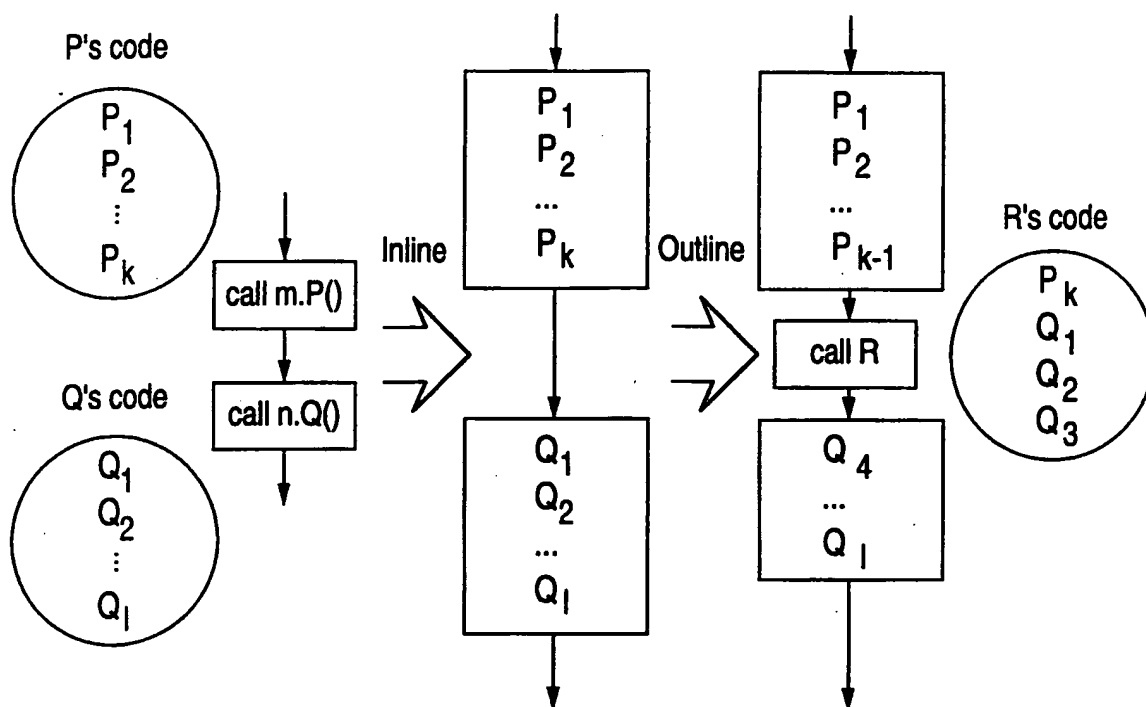 P's code
P1
P2
...
Pk
call m.P()
call n.Q()
Q's code
Q1
Q2
...
Ql
Inline
P1
P2
...
Pk
Q1
Q2
...
Ql
Outline
P1
P2
...
Pk-1
call R
Q4
...
Ql
R's code
Pk
Q1
Q2
Q3